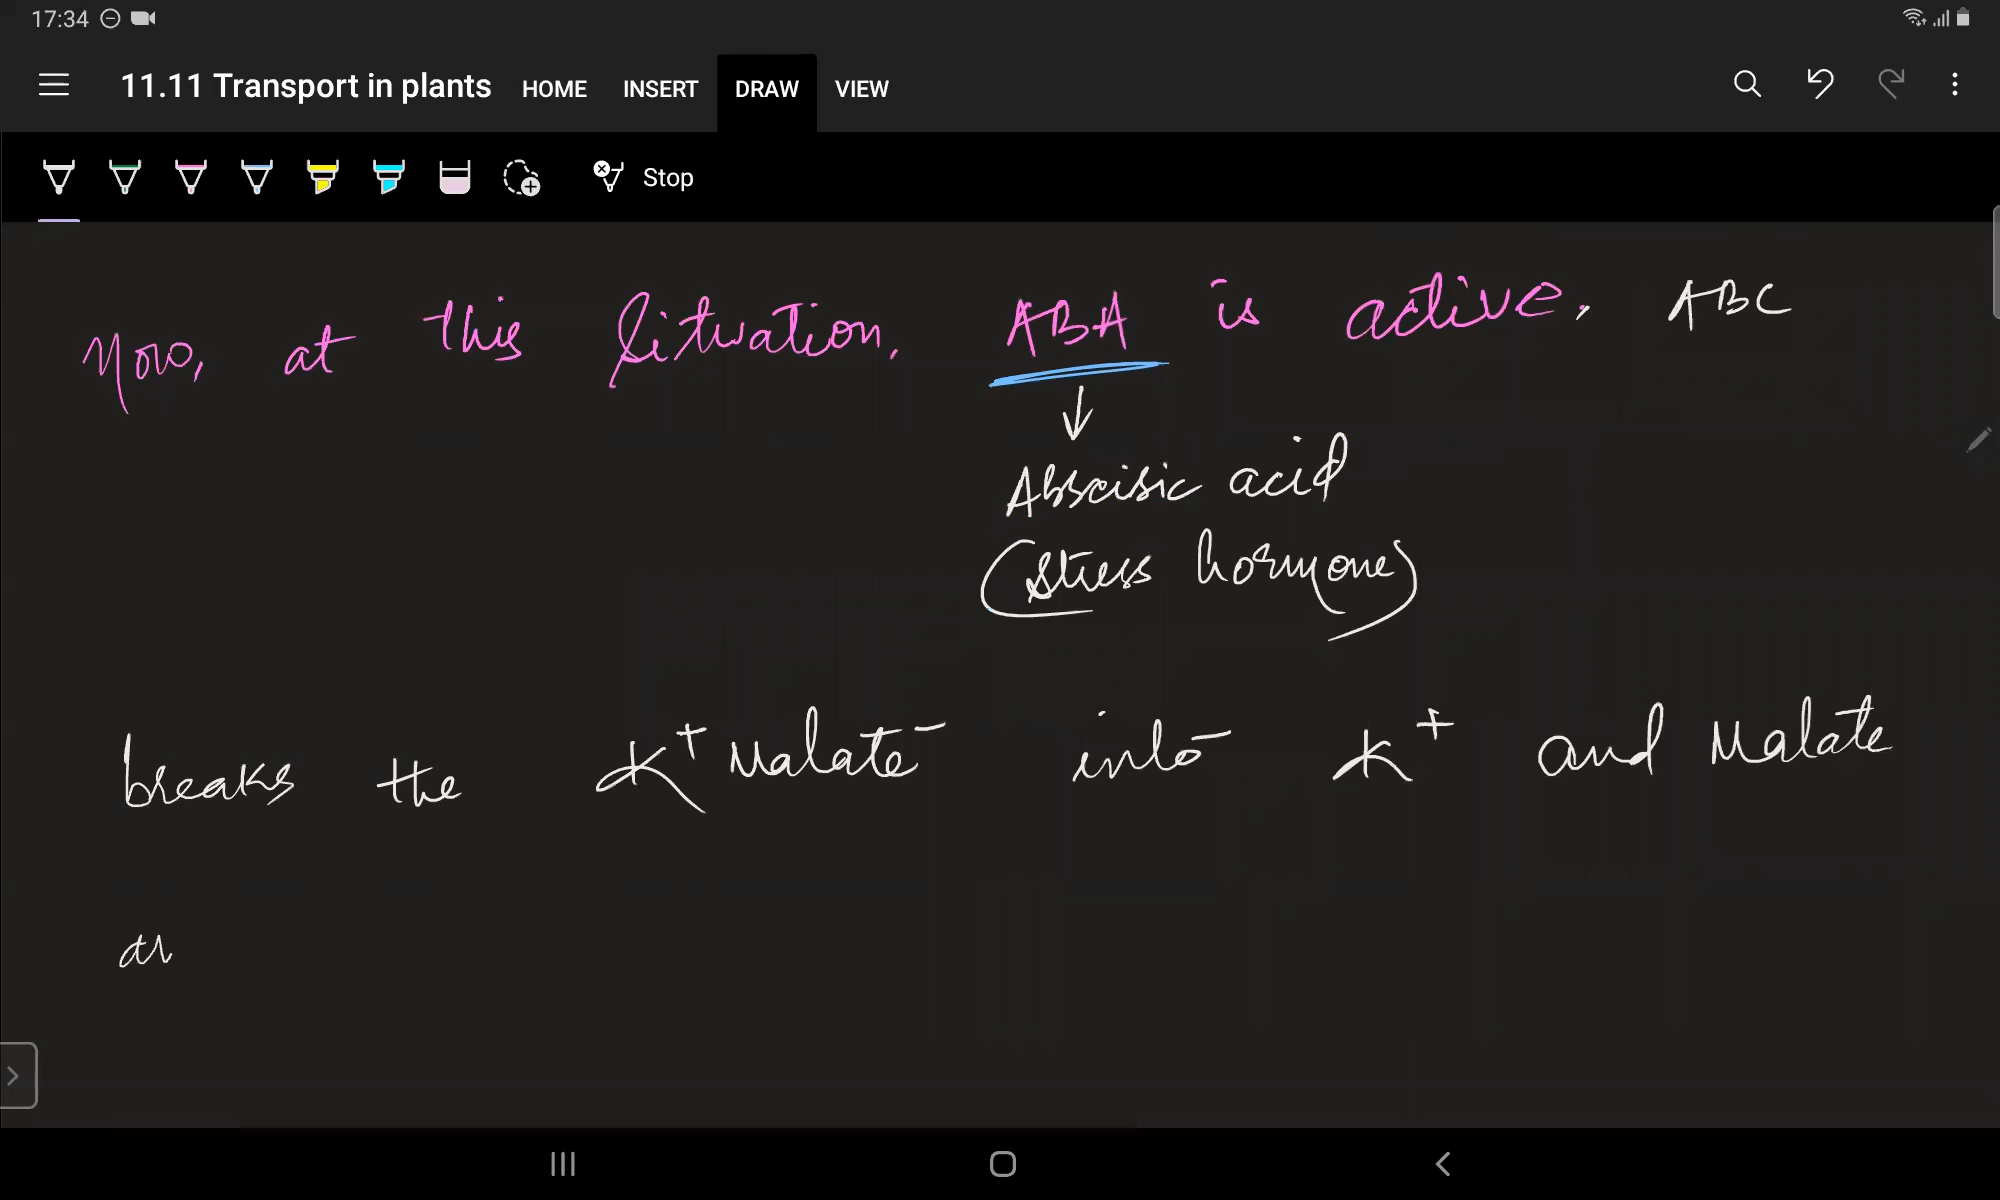 17:34
11.11 Transport in plants HOME INSERT DRAW VIEW
Stop
Now, at this situation, ABA is active, ABC
Abscisic acid
(stress hormone)
breaks the K⁺ Malate⁻ into K⁺ and Malate
an